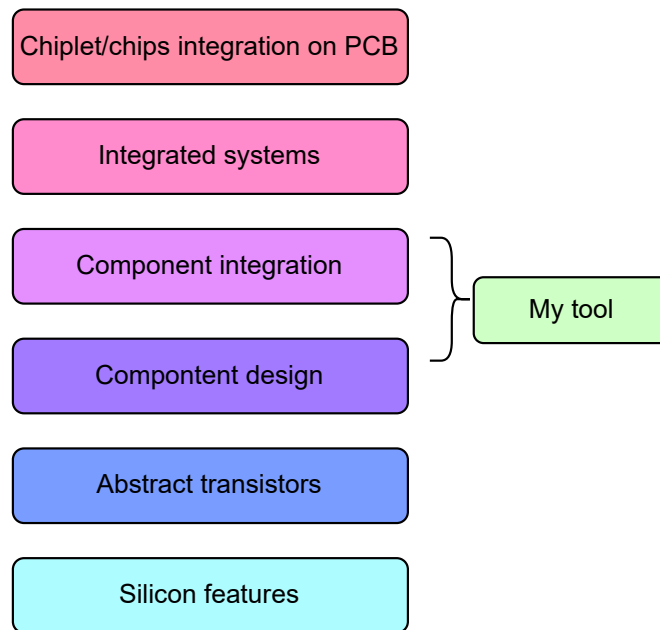 Chiplet/chips integration on PCB
Integrated systems
Component integration
My tool
Compontent design
Abstract transistors
Silicon features